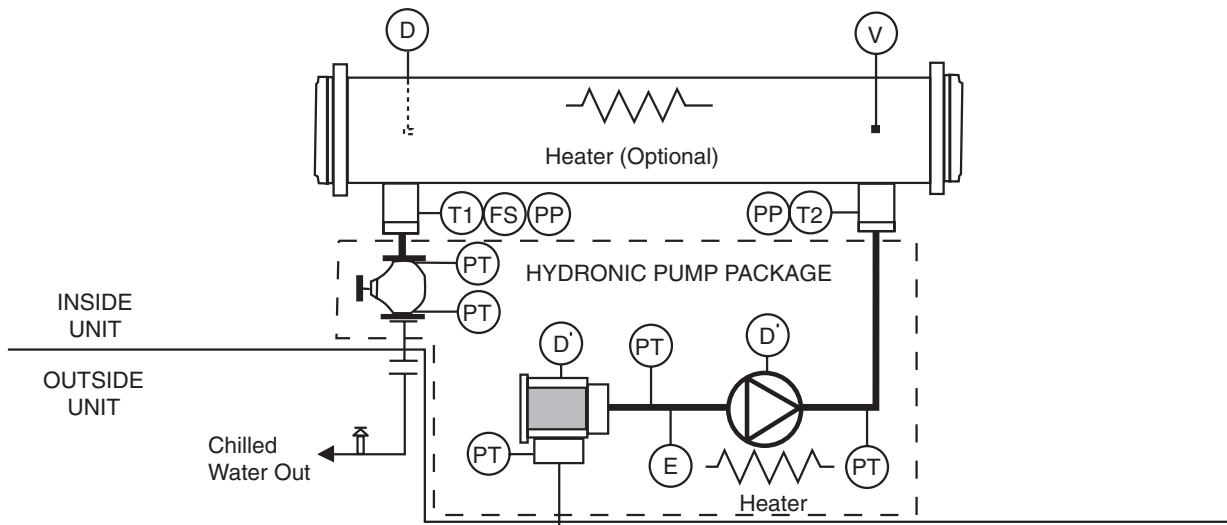 D
V
Heater (Optional)
T1 FS PP
PP T2
PT
HYDRONIC PUMP PACKAGE
PT
INSIDE
UNIT
OUTSIDE
UNIT
D'
PT
D'
Chilled
Water Out
PT
E
PT
Heater